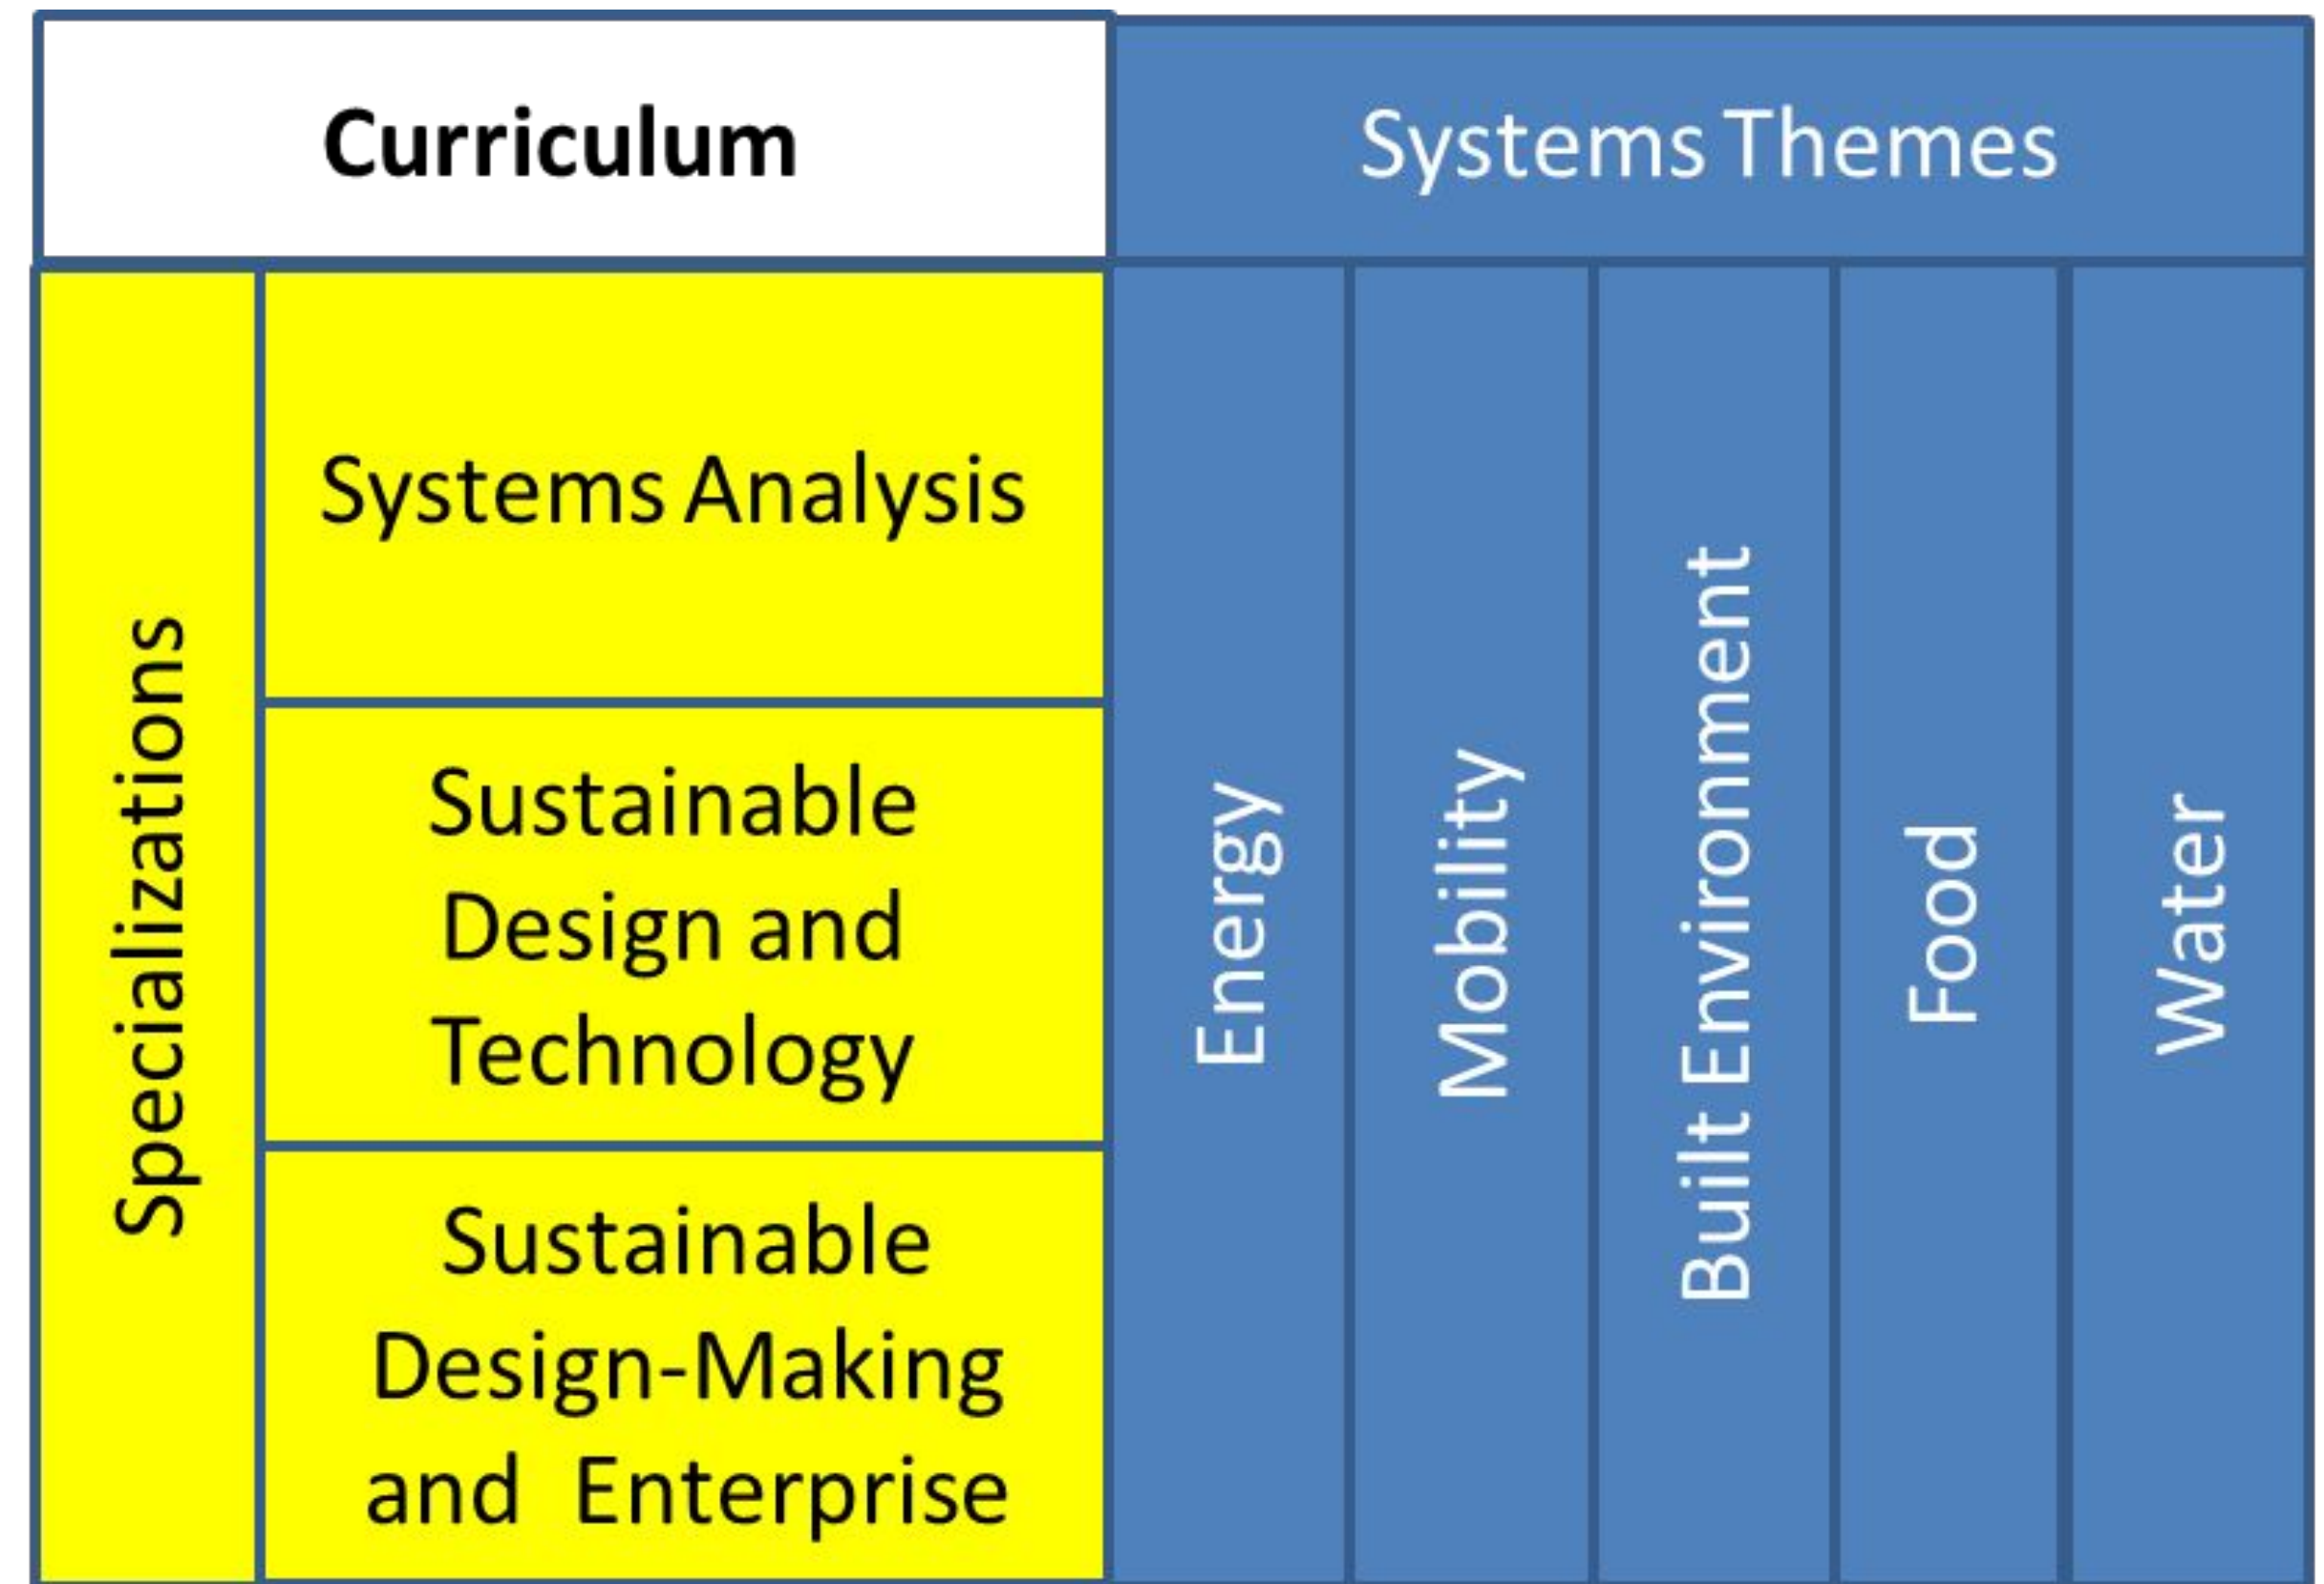 Curriculum
Systems Themes
Specializations
Systems Analysis
Sustainable
Design and
Technology
Sustainable
Design-Making
and Enterprise
Energy
Mobility
Built Environment
Food
Water